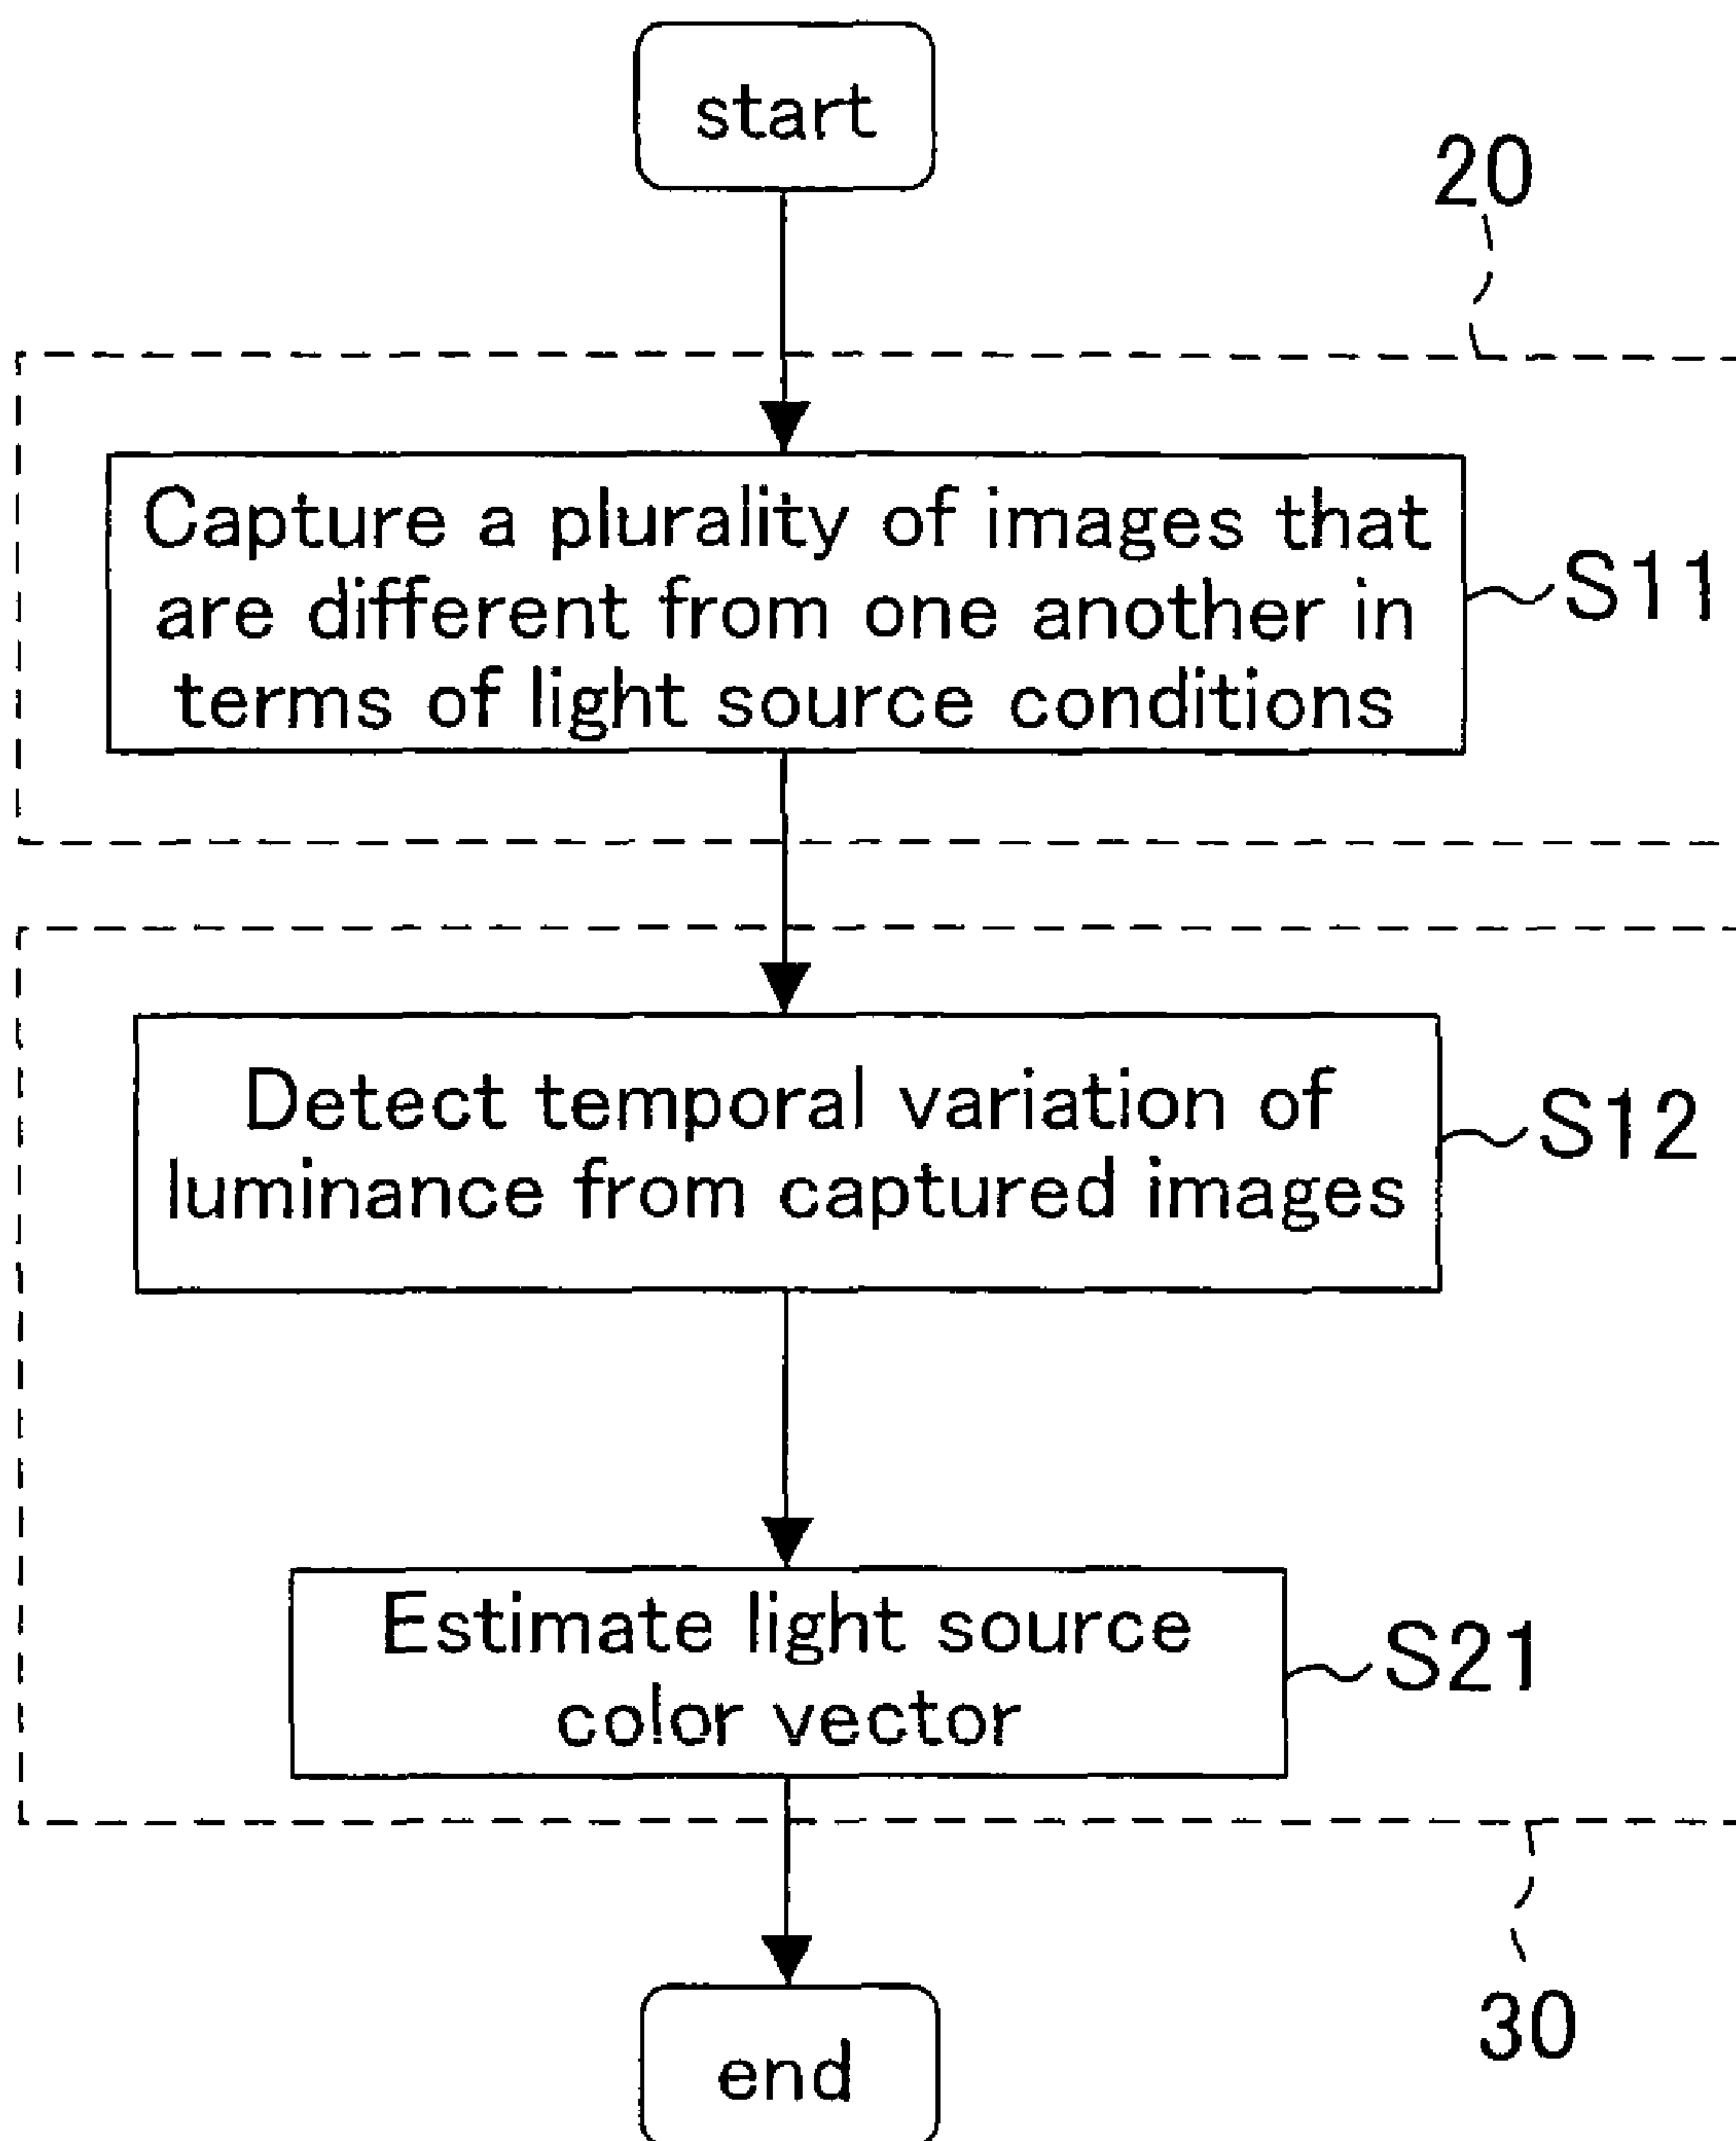 start
20
Capture a plurality of images that
are different from one another in
terms of light source conditions
S11
Detect temporal variation of
luminance from captured images
S12
Estimate light source
color vector
S21
30
end